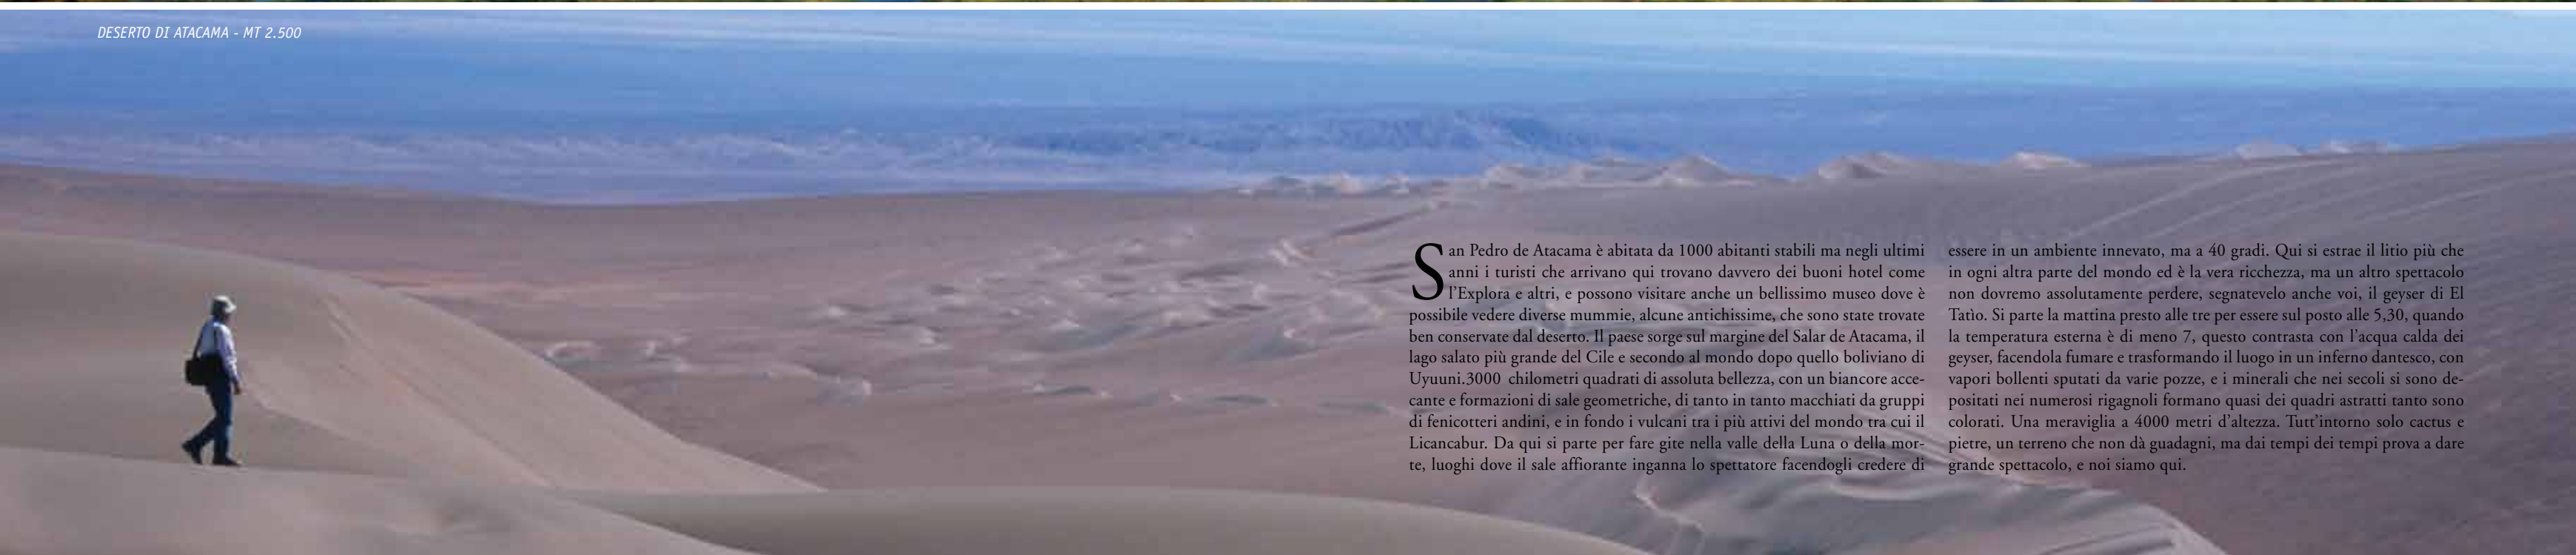 DESERTO DI ATACAMA - MT 2.500
San Pedro de Atacama è abitata da 1000 abitanti stabili ma negli ultimi
anni i turisti che arrivano qui trovano davvero dei buoni hotel come
l'Explora e altri, e possono visitare anche un bellissimo museo dove è
possibile vedere diverse mummie, alcune antichissime, che sono state trovate
ben conservate dal deserto. Il paese sorge sul margine del Salar de Atacama, il
lago salato più grande del Cile e secondo al mondo dopo quello boliviano di
Uyuuni.3000 chilometri quadrati di assoluta bellezza, con un biancore acce-
cante e formazioni di sale geometriche, di tanto in tanto macchiati da gruppi
di fenicotteri andini, e in fondo i vulcani tra i più attivi del mondo tra cui il
Licancabur. Da qui si parte per fare gite nella valle della Luna o della mor-
te, luoghi dove il sale affiorante inganna lo spettatore facendogli credere di
essere in un ambiente innevato, ma a 40 gradi. Qui si estrae il litio più che
in ogni altra parte del mondo ed è la vera ricchezza, ma un altro spettacolo
non dovremo assolutamente perdere, segnatevelo anche voi, il geyser di El
Tatìo. Si parte la mattina presto alle tre per essere sul posto alle 5,30, quando
la temperatura esterna è di meno 7, questo contrasta con l'acqua calda dei
geyser, facendola fumare e trasformando il luogo in un inferno dantesco, con
vapori bollenti sputati da varie pozze, e i minerali che nei secoli si sono de-
positati nei numerosi rigagnoli formano quasi dei quadri astratti tanto sono
colorati. Una meraviglia a 4000 metri d'altezza. Tutt'intorno solo cactus e
pietre, un terreno che non dà guadagni, ma dai tempi dei tempi prova a dare
grande spettacolo, e noi siamo qui.